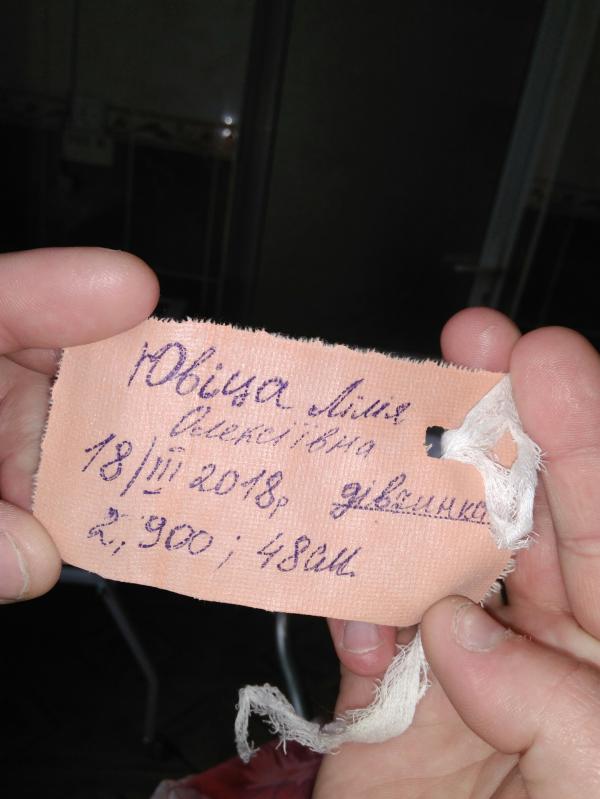 Ювіца Лілія
Олексіївна
18/III 2018р дівчинка
2,900; 48см.